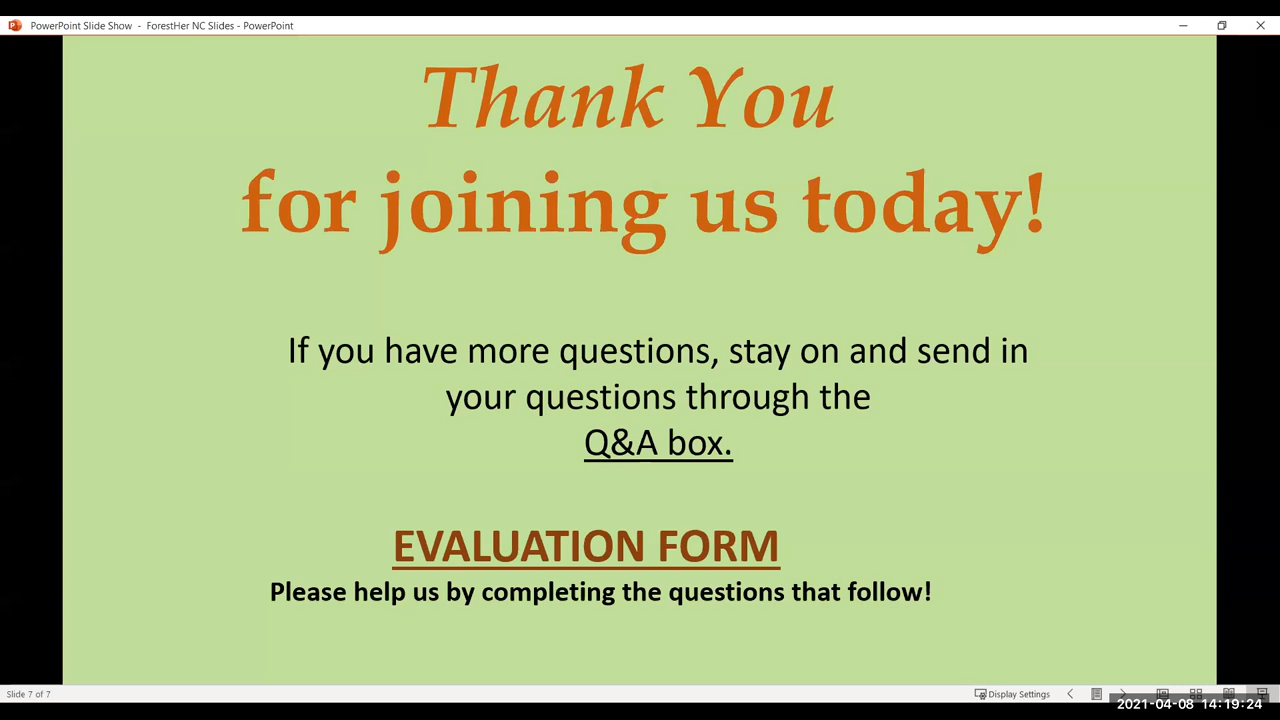 PowerPoint Slide Show - ForestHer NC Slides - PowerPoint
Thank You
for joining us today!
If you have more questions, stay on and send in
your questions through the
Q&A box.
EVALUATION FORM
Please help us by completing the questions that follow!
Slide 7 of 7
Display Settings
2021-04-08 14:19:24